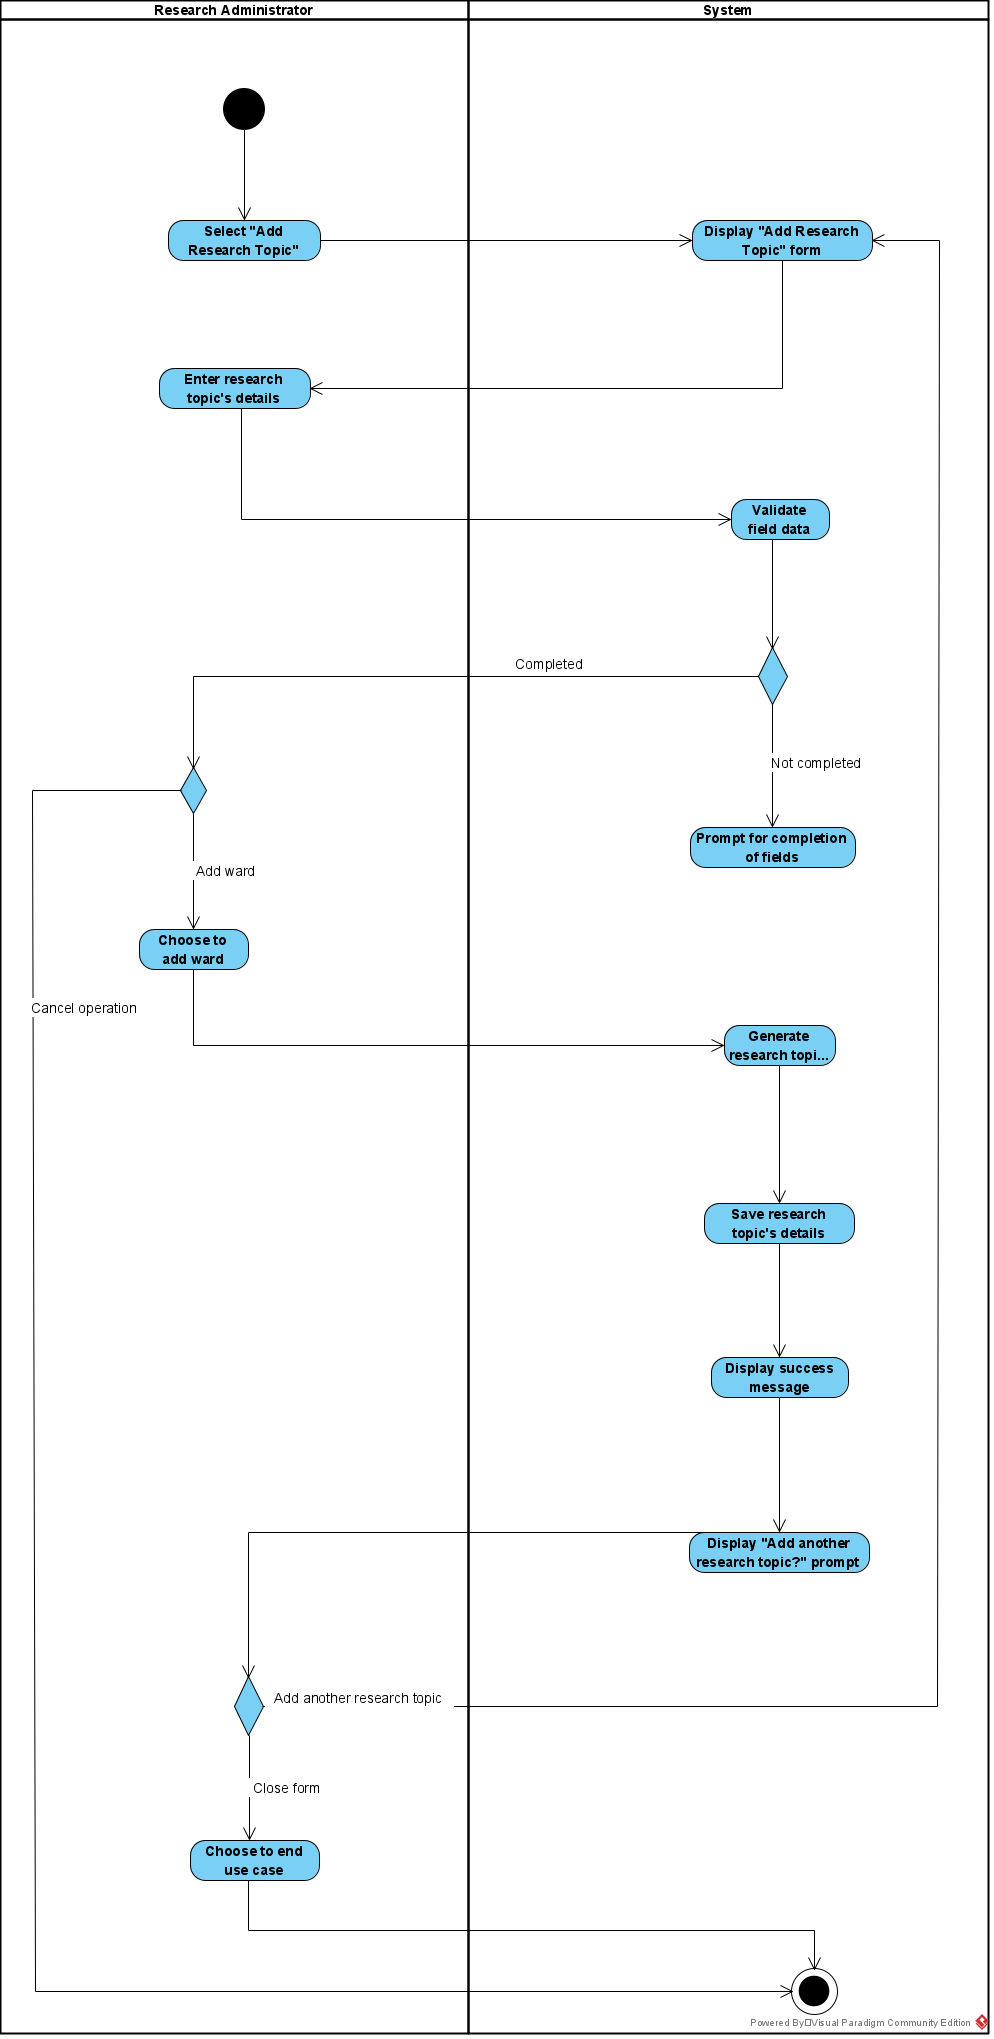 Research Administrator
System
Select "Add
Research Topic"
Display "Add Research
Topic" form
Enter research
topic's details
Validate
field data
Completed
Not completed
Prompt for completion
of fields
Add ward
Choose to
add ward
Cancel operation
Generate
research topi...
Save research
topic's details
Display success
message
Display "Add another
research topic?" prompt
Add another research topic
Close form
Choose to end
use case
Powered By□Visual Paradigm Community Edition